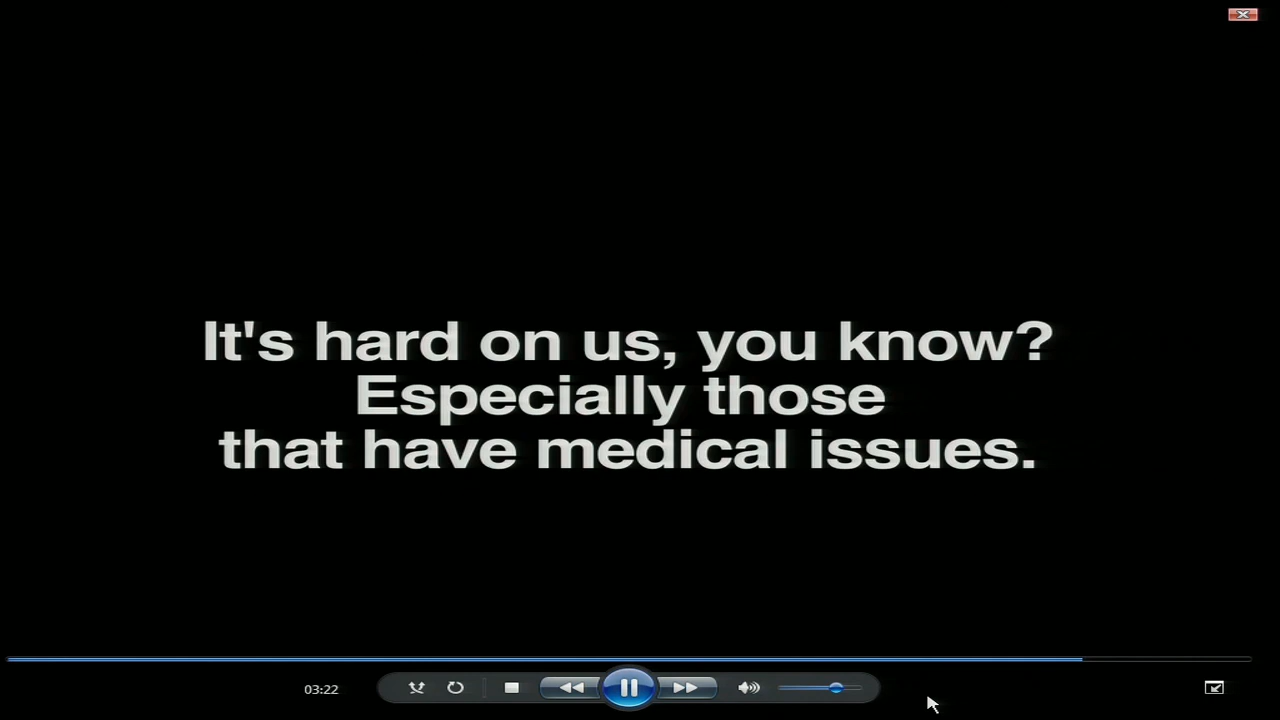 It's hard on us, you know?
Especially those
that have medical issues.
03:22